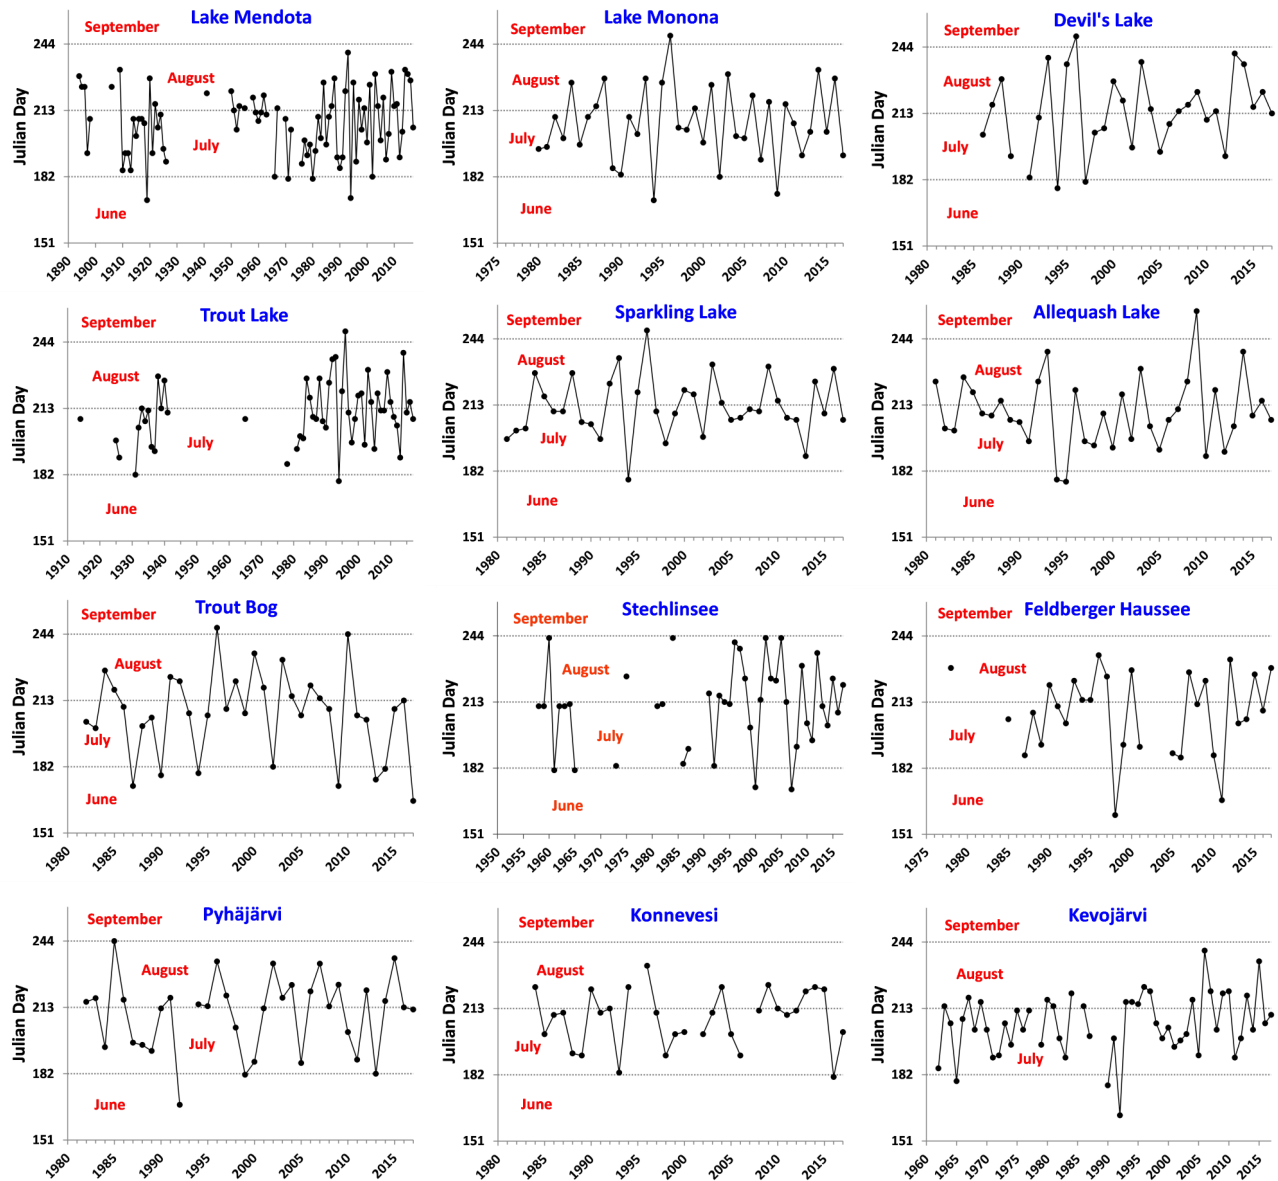 Lake Mendota
September
244
August
213
July
182
June
151
Julian Day
1890 1900 1910 1920 1930 1940 1950 1960 1970 1980 1990 2000 2010
Lake Monona
September
244
August
213
July
182
June
151
Julian Day
1975 1980 1985 1990 1995 2000 2005 2010 2015
Devil's Lake
September
244
August
213
July
182
June
151
Julian Day
1980 1985 1990 1995 2000 2005 2010 2015
Trout Lake
September
244
August
213
July
182
June
151
Julian Day
1910 1920 1930 1940 1950 1960 1970 1980 1990 2000 2010
Sparkling Lake
September
244
August
213
July
182
June
151
Julian Day
1980 1985 1990 1995 2000 2005 2010 2015
Allequash Lake
September
244
August
213
July
182
June
151
Julian Day
1980 1985 1990 1995 2000 2005 2010 2015
Trout Bog
September
244
August
213
July
182
June
151
Julian Day
1980 1985 1990 1995 2000 2005 2010 2015
Stechlinsee
September
244
August
213
July
182
June
151
Julian Day
1950 1955 1960 1965 1970 1975 1980 1985 1990 1995 2000 2005 2010 2015
Feldberger Haussee
September
244
August
213
July
182
June
151
Julian Day
1975 1980 1985 1990 1995 2000 2005 2010 2015
Pyhäjärvi
September
244
August
213
July
182
June
151
Julian Day
1980 1985 1990 1995 2000 2005 2010 2015
Konnevesi
September
244
August
213
July
182
June
151
Julian Day
1980 1985 1990 1995 2000 2005 2010 2015
Kevojärvi
September
244
August
213
July
182
151
Julian Day
1960 1965 1970 1975 1980 1985 1990 1995 2000 2005 2010 2015